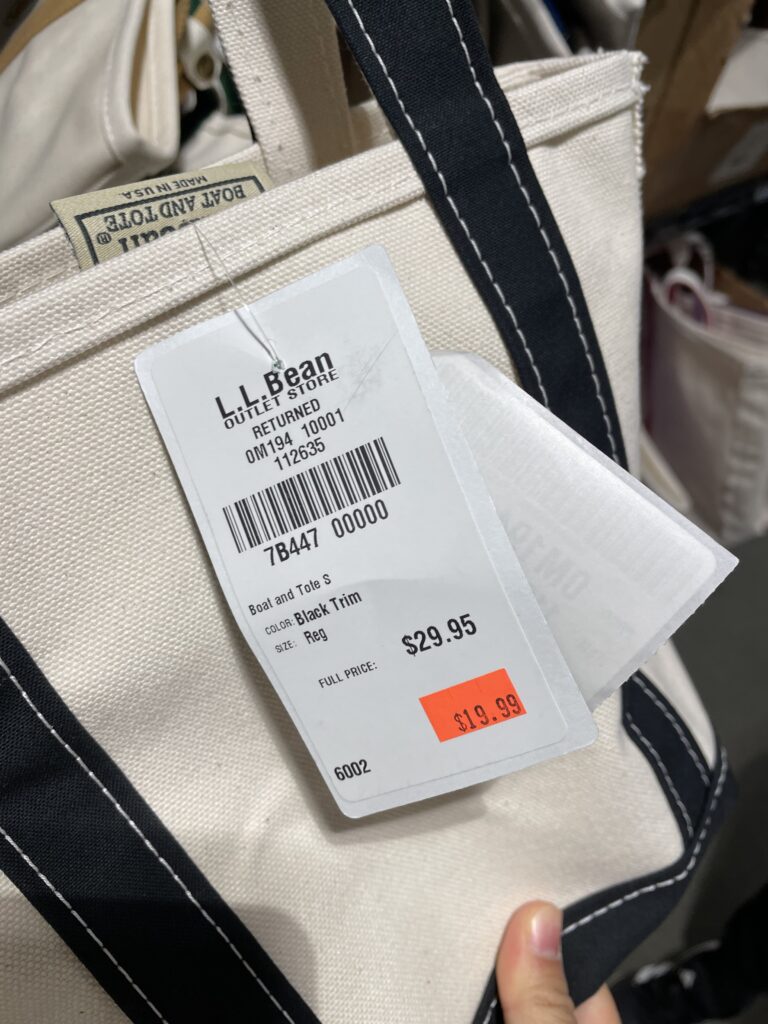 MADE IN U.S.A.
BOAT AND TOTE
®
L.L.Bean
OUTLET STORE
RETURNED
0M194 10001
112635
7B447 00000
Boat and Tote S
COLOR: Black Trim
SIZE: Reg
FULL PRICE: $29.95
$19.99
6002